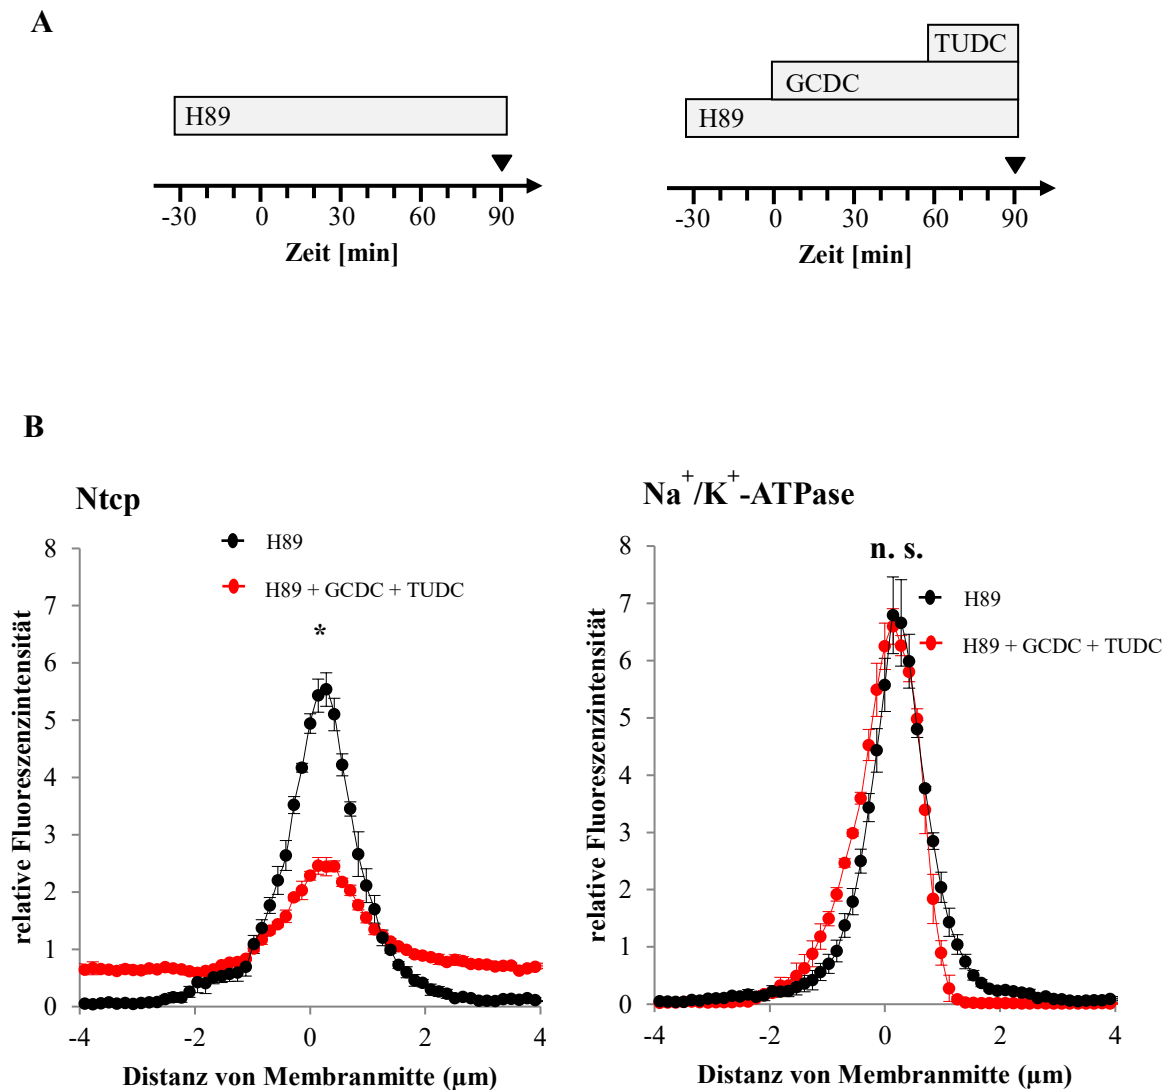 A
H89
-30 0 30 60 90
Zeit [min]
TUDC
GCDC
H89
-30 0 30 60 90
Zeit [min]
B
Ntcp
H89
H89 + GCDC + TUDC
*
8
7
6
5
4
3
2
1
0
-4 -2 0 2 4
relative Fluoreszenzintensität
Distanz von Membranmitte (µm)
Na+/K+-ATPase
n. s.
H89
H89 + GCDC + TUDC
8
7
6
5
4
3
2
1
0
-4 -2 0 2 4
relative Fluoreszenzintensität
Distanz von Membranmitte (µm)